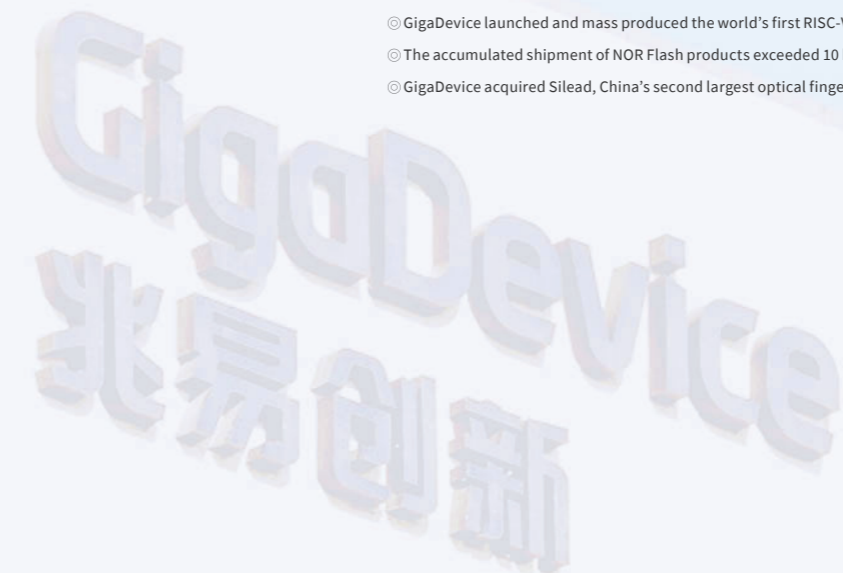 ◎ GigaDevice launched and mass produced the world’s first RISC-V
◎ The accumulated shipment of NOR Flash products exceeded 10
◎ GigaDevice acquired Silead, China’s second largest optical finge
GigaDevice
兆易创新